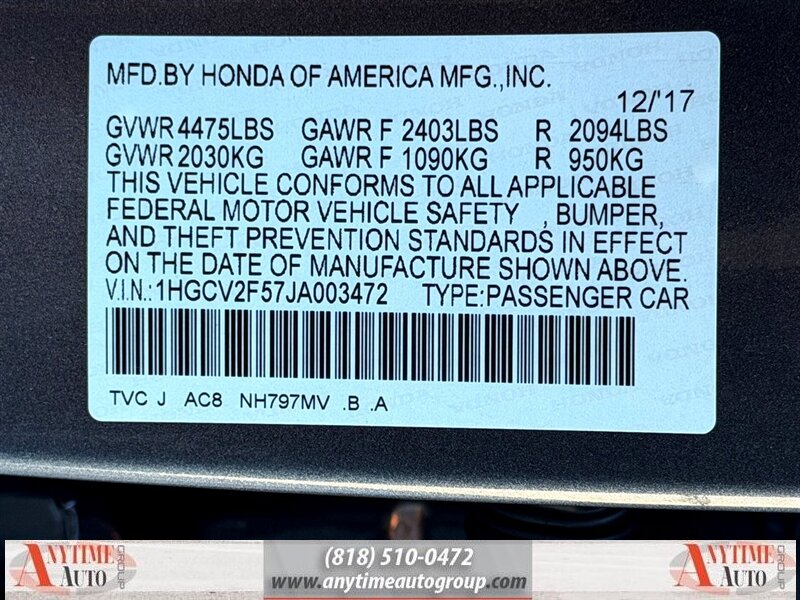 MFD.BY HONDA OF AMERICA MFG.,INC.
12/'17
GVWR 4475LBS GAWR F 2403LBS R 2094LBS
GVWR 2030KG GAWR F 1090KG R 950KG
THIS VEHICLE CONFORMS TO ALL APPLICABLE
FEDERAL MOTOR VEHICLE SAFETY , BUMPER,
AND THEFT PREVENTION STANDARDS IN EFFECT
ON THE DATE OF MANUFACTURE SHOWN ABOVE.
V.I.N.:1HGCV2F57JA003472 TYPE:PASSENGER CAR
TVC J AC8 NH797MV .B .A
ANYTIME AUTO GROUP
(818) 510-0472
www.anytimeautogroup.com
ANYTIME AUTO GROUP